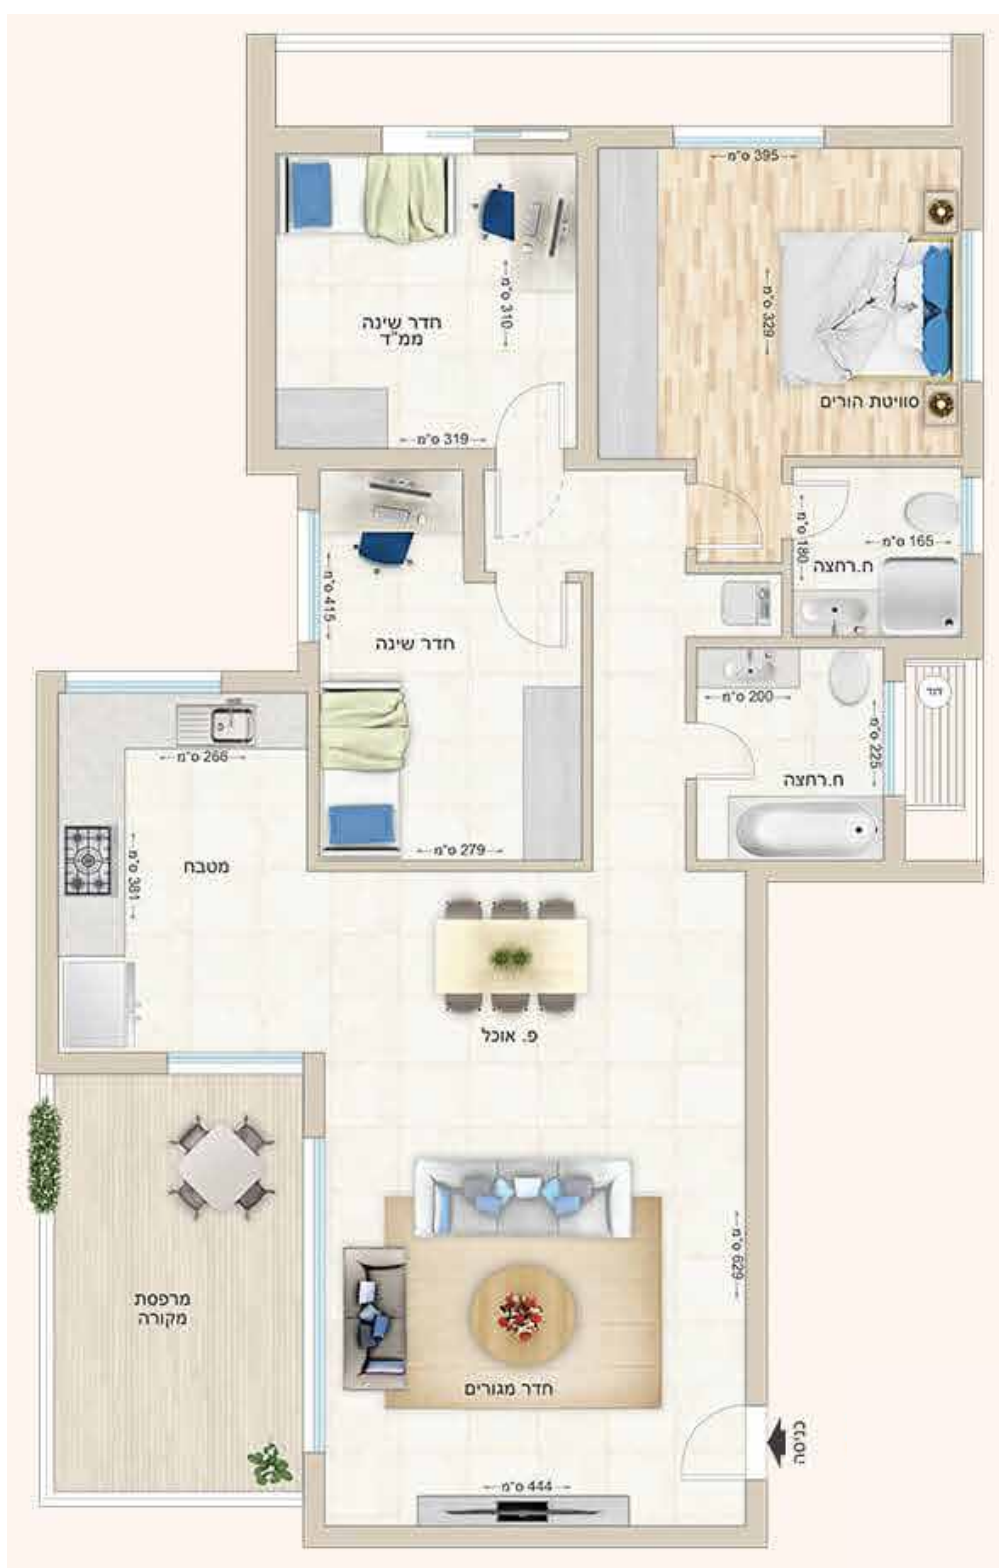 395 ס"מ
310 ס"מ
329 ס"מ
חדר שינה
ממ"ד
סוויטת הורים
319 ס"מ
180 ס"מ
165 ס"מ
ח.רחצה
415 ס"מ
חדר שינה
200 ס"מ
דוד
225 ס"מ
266 ס"מ
ח.רחצה
279 ס"מ
381 ס"מ
מטבח
פ. אוכל
629 ס"מ
מרפסת
מקורה
חדר מגורים
כניסה
444 ס"מ